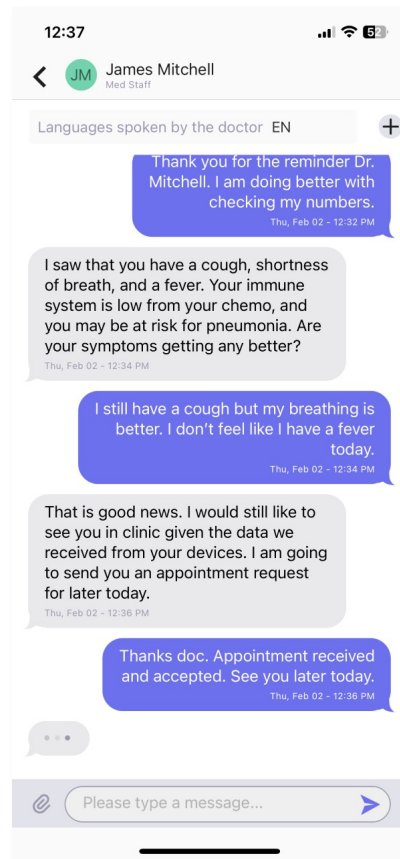 12:37
52
JM
James Mitchell
Med Staff
Languages spoken by the doctor EN
Thank you for the reminder Dr.
Mitchell. I am doing better with
checking my numbers.
Thu, Feb 02 - 12:32 PM
I saw that you have a cough, shortness
of breath, and a fever. Your immune
system is low from your chemo, and
you may be at risk for pneumonia. Are
your symptoms getting any better?
Thu, Feb 02 - 12:34 PM
I still have a cough but my breathing is
better. I don’t feel like I have a fever
today.
Thu, Feb 02 - 12:34 PM
That is good news. I would still like to
see you in clinic given the data we
received from your devices. I am going
to send you an appointment request
for later today.
Thu, Feb 02 - 12:36 PM
Thanks doc. Appointment received
and accepted. See you later today.
Thu, Feb 02 - 12:36 PM
Please type a message...